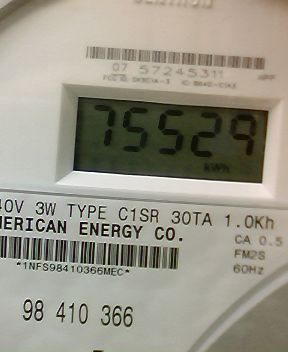 07 57245311
75529
kWh
40V 3W TYPE C1SR 30TA 1.0Kh
MERICAN ENERGY CO.
CA 0.5
FM2S
60Hz
*1NFS98410366MEC*
98 410 366